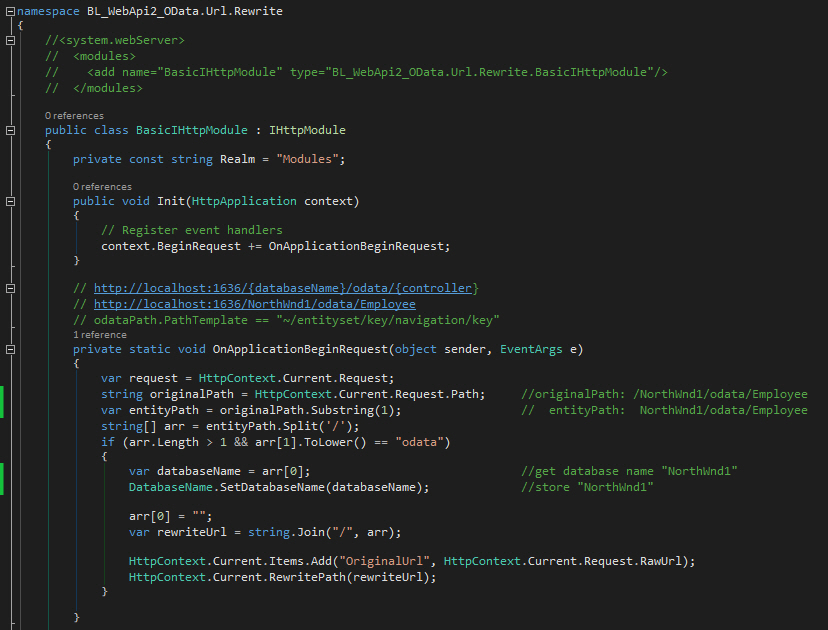 namespace BL_WebApi2_OData.Url.Rewrite
{
//<system.webServer>
//  <modules>
//    <add name="BasicIHttpModule" type="BL_WebApi2_OData.Url.Rewrite.BasicIHttpModule"/>
//  </modules>
0 references
public class BasicIHttpModule : IHttpModule
{
private const string Realm = "Modules";
0 references
public void Init(HttpApplication context)
{
// Register event handlers
context.BeginRequest += OnApplicationBeginRequest;
}
// http://localhost:1636/{databaseName}/odata/{controller}
// http://localhost:1636/NorthWnd1/odata/Employee
// odataPath.PathTemplate == "~/entityset/key/navigation/key"
1 reference
private static void OnApplicationBeginRequest(object sender, EventArgs e)
{
var request = HttpContext.Current.Request;
string originalPath = HttpContext.Current.Request.Path;     //originalPath: /NorthWnd1/odata/Employee
var entityPath = originalPath.Substring(1);                 //  entityPath:  NorthWnd1/odata/Employee
string[] arr = entityPath.Split('/');
if (arr.Length > 1 && arr[1].ToLower() == "odata")
{
var databaseName = arr[0];                              //get database name "NorthWnd1"
DatabaseName.SetDatabaseName(databaseName);             //store "NorthWnd1"
arr[0] = "";
var rewriteUrl = string.Join("/", arr);
HttpContext.Current.Items.Add("OriginalUrl", HttpContext.Current.Request.RawUrl);
HttpContext.Current.RewritePath(rewriteUrl);
}
}